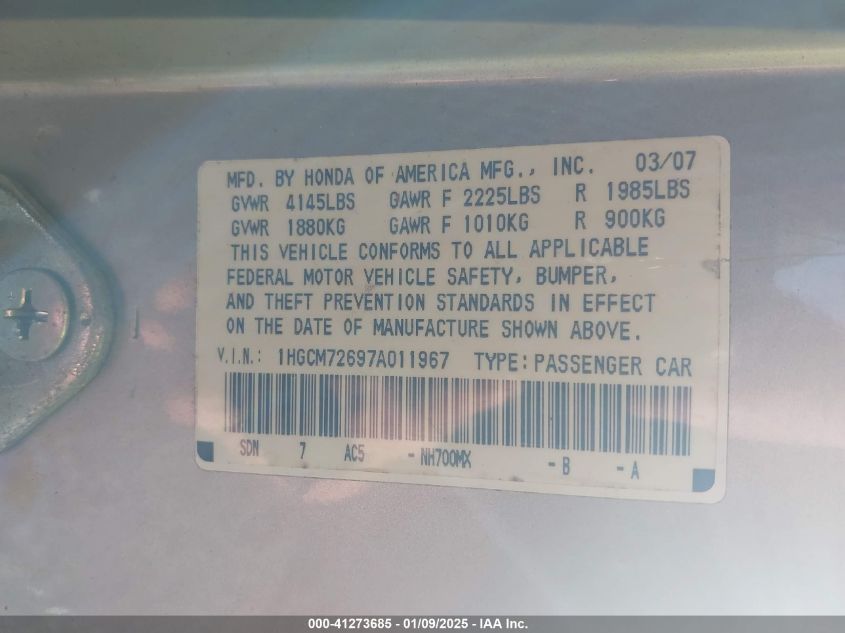 MFD. BY HONDA OF AMERICA MFG., INC. 03/07
GVWR 4145LBS GAWR F 2225LBS R 1985LBS
GVWR 1880KG GAWR F 1010KG R 900KG
THIS VEHICLE CONFORMS TO ALL APPLICABLE
FEDERAL MOTOR VEHICLE SAFETY, BUMPER,
AND THEFT PREVENTION STANDARDS IN EFFECT
ON THE DATE OF MANUFACTURE SHOWN ABOVE.
V.I.N.: 1HGCM72697A011967 TYPE: PASSENGER CAR
SDN 7 AC5 - NH700MX - B - A
000-41273685 - 01/09/2025 - IAA Inc.